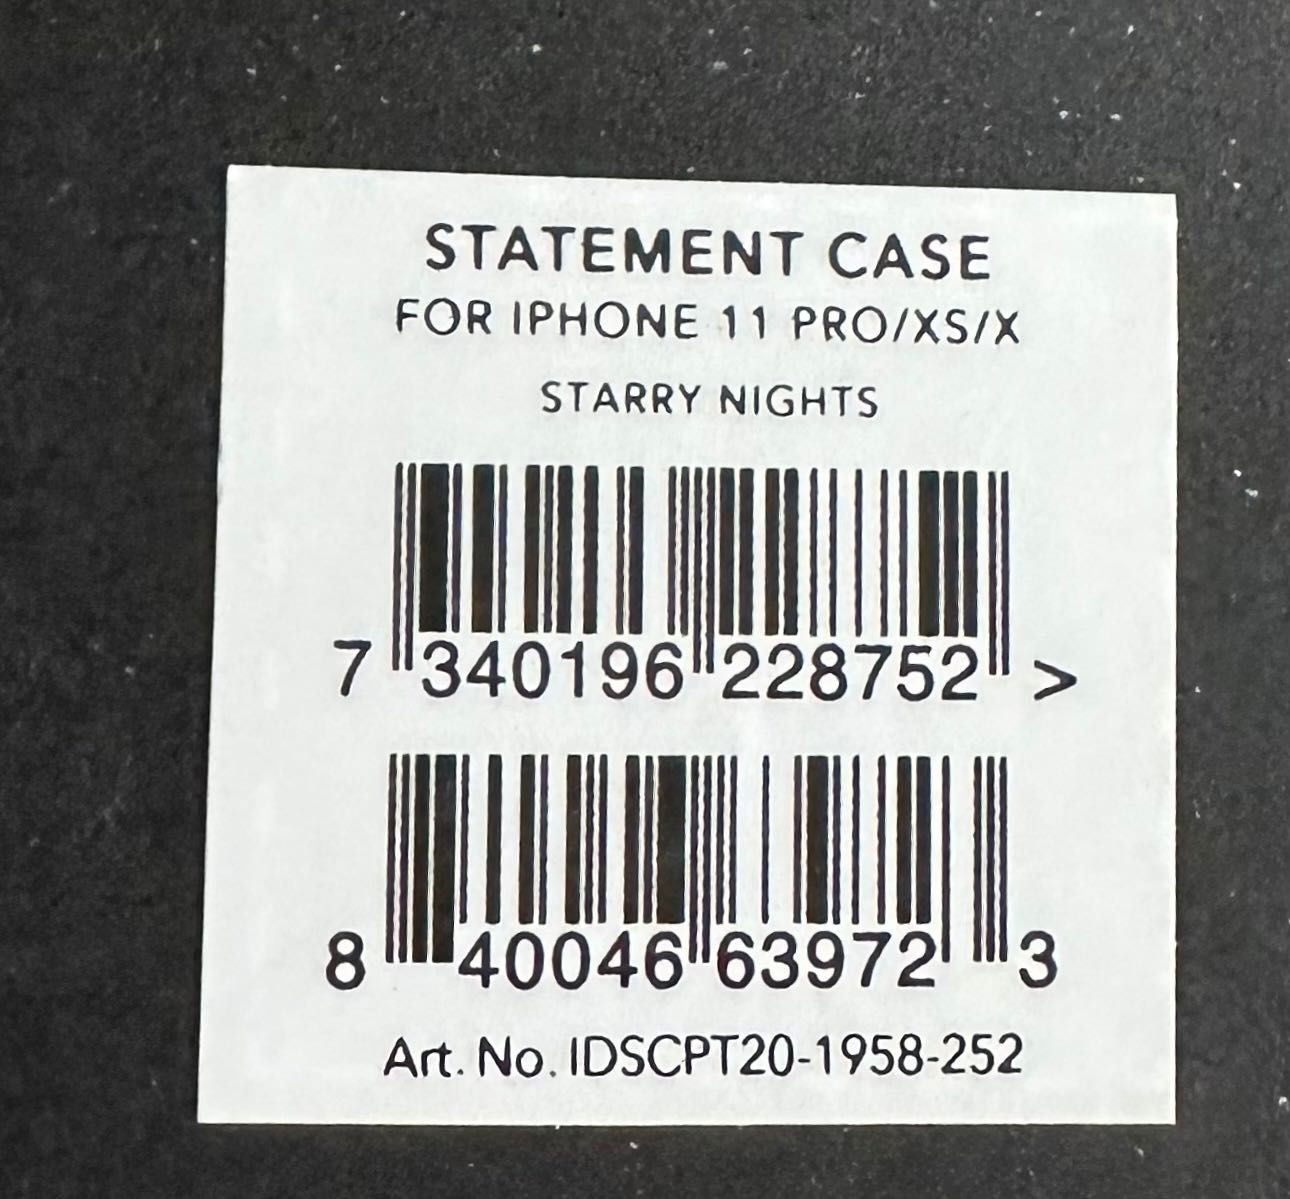 STATEMENT CASE
FOR IPHONE 11 PRO/XS/X
STARRY NIGHTS
7 340196 228752 >
8 40046 63972 3
Art. No. IDSCPT20-1958-252